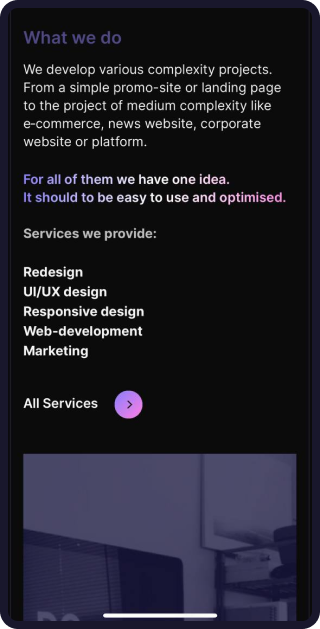 What we do
We develop various complexity projects.
From a simple promo-site or landing page
to the project of medium complexity like
e-commerce, news website, corporate
website or platform.
For all of them we have one idea.
It should to be easy to use and optimised.
Services we provide:
Redesign
UI/UX design
Responsive design
Web-development
Marketing
All Services